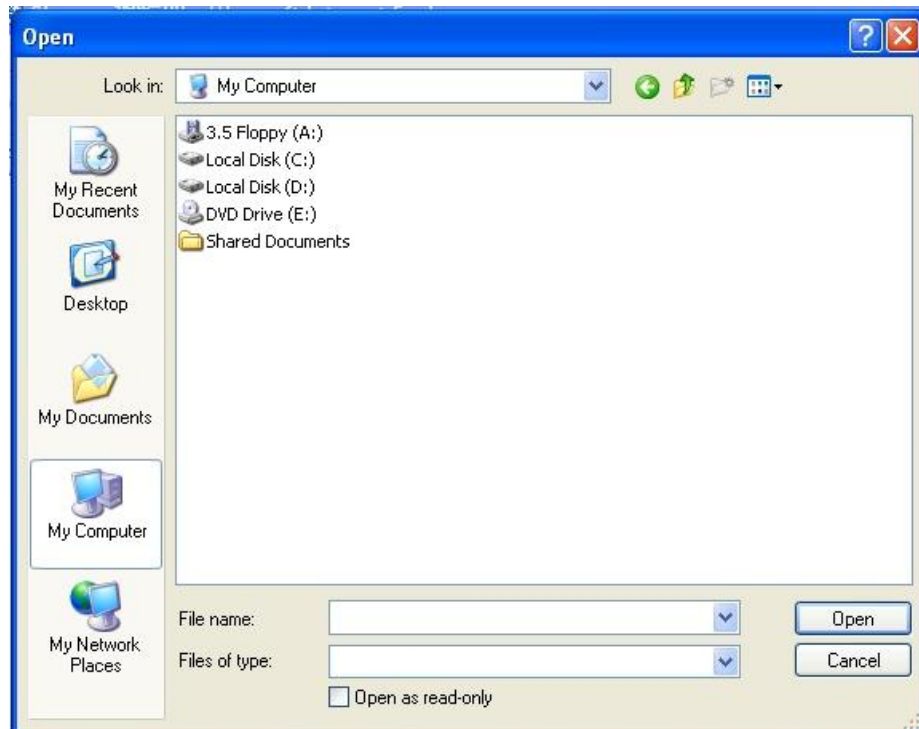 Open
Look in:
My Computer
My Recent
Documents
Desktop
My Documents
My Computer
My Network
Places
3.5 Floppy (A:)
Local Disk (C:)
Local Disk (D:)
DVD Drive (E:)
Shared Documents
File name:
Open
Files of type:
Cancel
Open as read-only